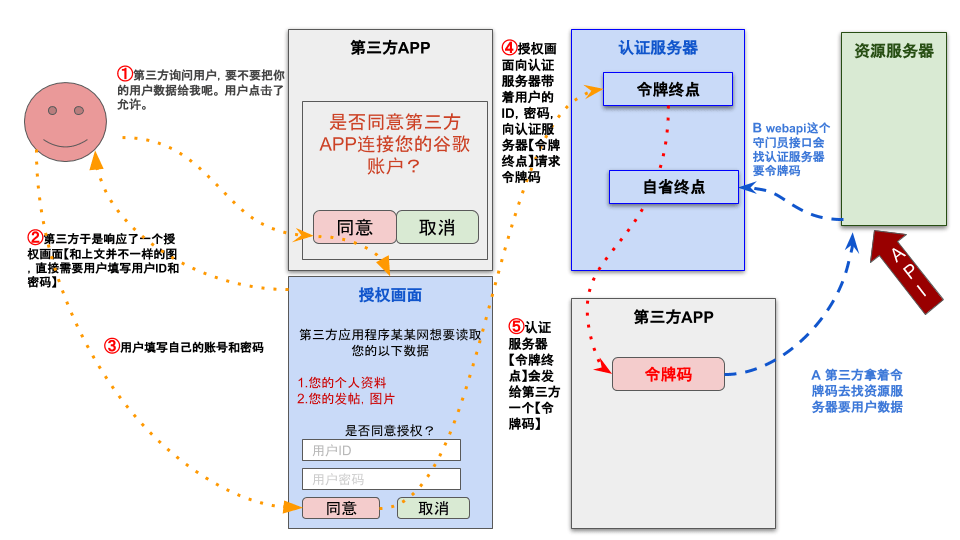 ①第三方询问用户, 要不要把你
的用户数据给我呢。用户点击了
允许。
第三方APP
是否同意第三方
APP连接您的谷歌
账户？
同意
取消
②第三方于是响应了一个授
权画面【和上文并不一样的图
, 直接需要用户填写用户ID和
密码】
③用户填写自己的账号和密码
授权画面
第三方应用程序某某网想要读取
您的以下数据
1.您的个人资料
2.您的发帖, 图片
是否同意授权？
用户ID
用户密码
同意
取消
④授权画
面向认证
服务器带
着用户的
ID, 密码,
向认证服
务器【令牌
终点】请求
令牌码
认证服务器
令牌终点
自省终点
⑤认证
服务器
【令牌终
点】会发
给第三方
一个【令
牌码】
第三方APP
令牌码
资源服务器
B webapi这个
守门员接口会
找认证服务器
要令牌码
API
A 第三方拿着令
牌码去找资源服
务器要用户数据